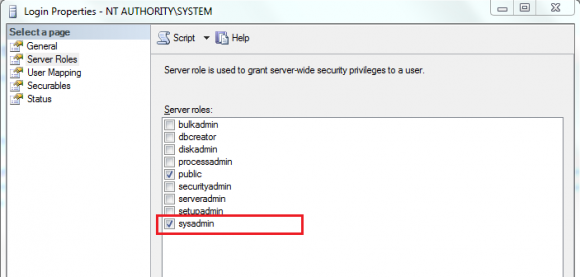 Login Properties - NT AUTHORITY\SYSTEM
Select a page
General
Server Roles
User Mapping
Securables
Status
Script
Help
Server role is used to grant server-wide security privileges to a user.
Server roles:
bulkadmin
dbcreator
diskadmin
processadmin
public
securityadmin
serveradmin
setupadmin
sysadmin